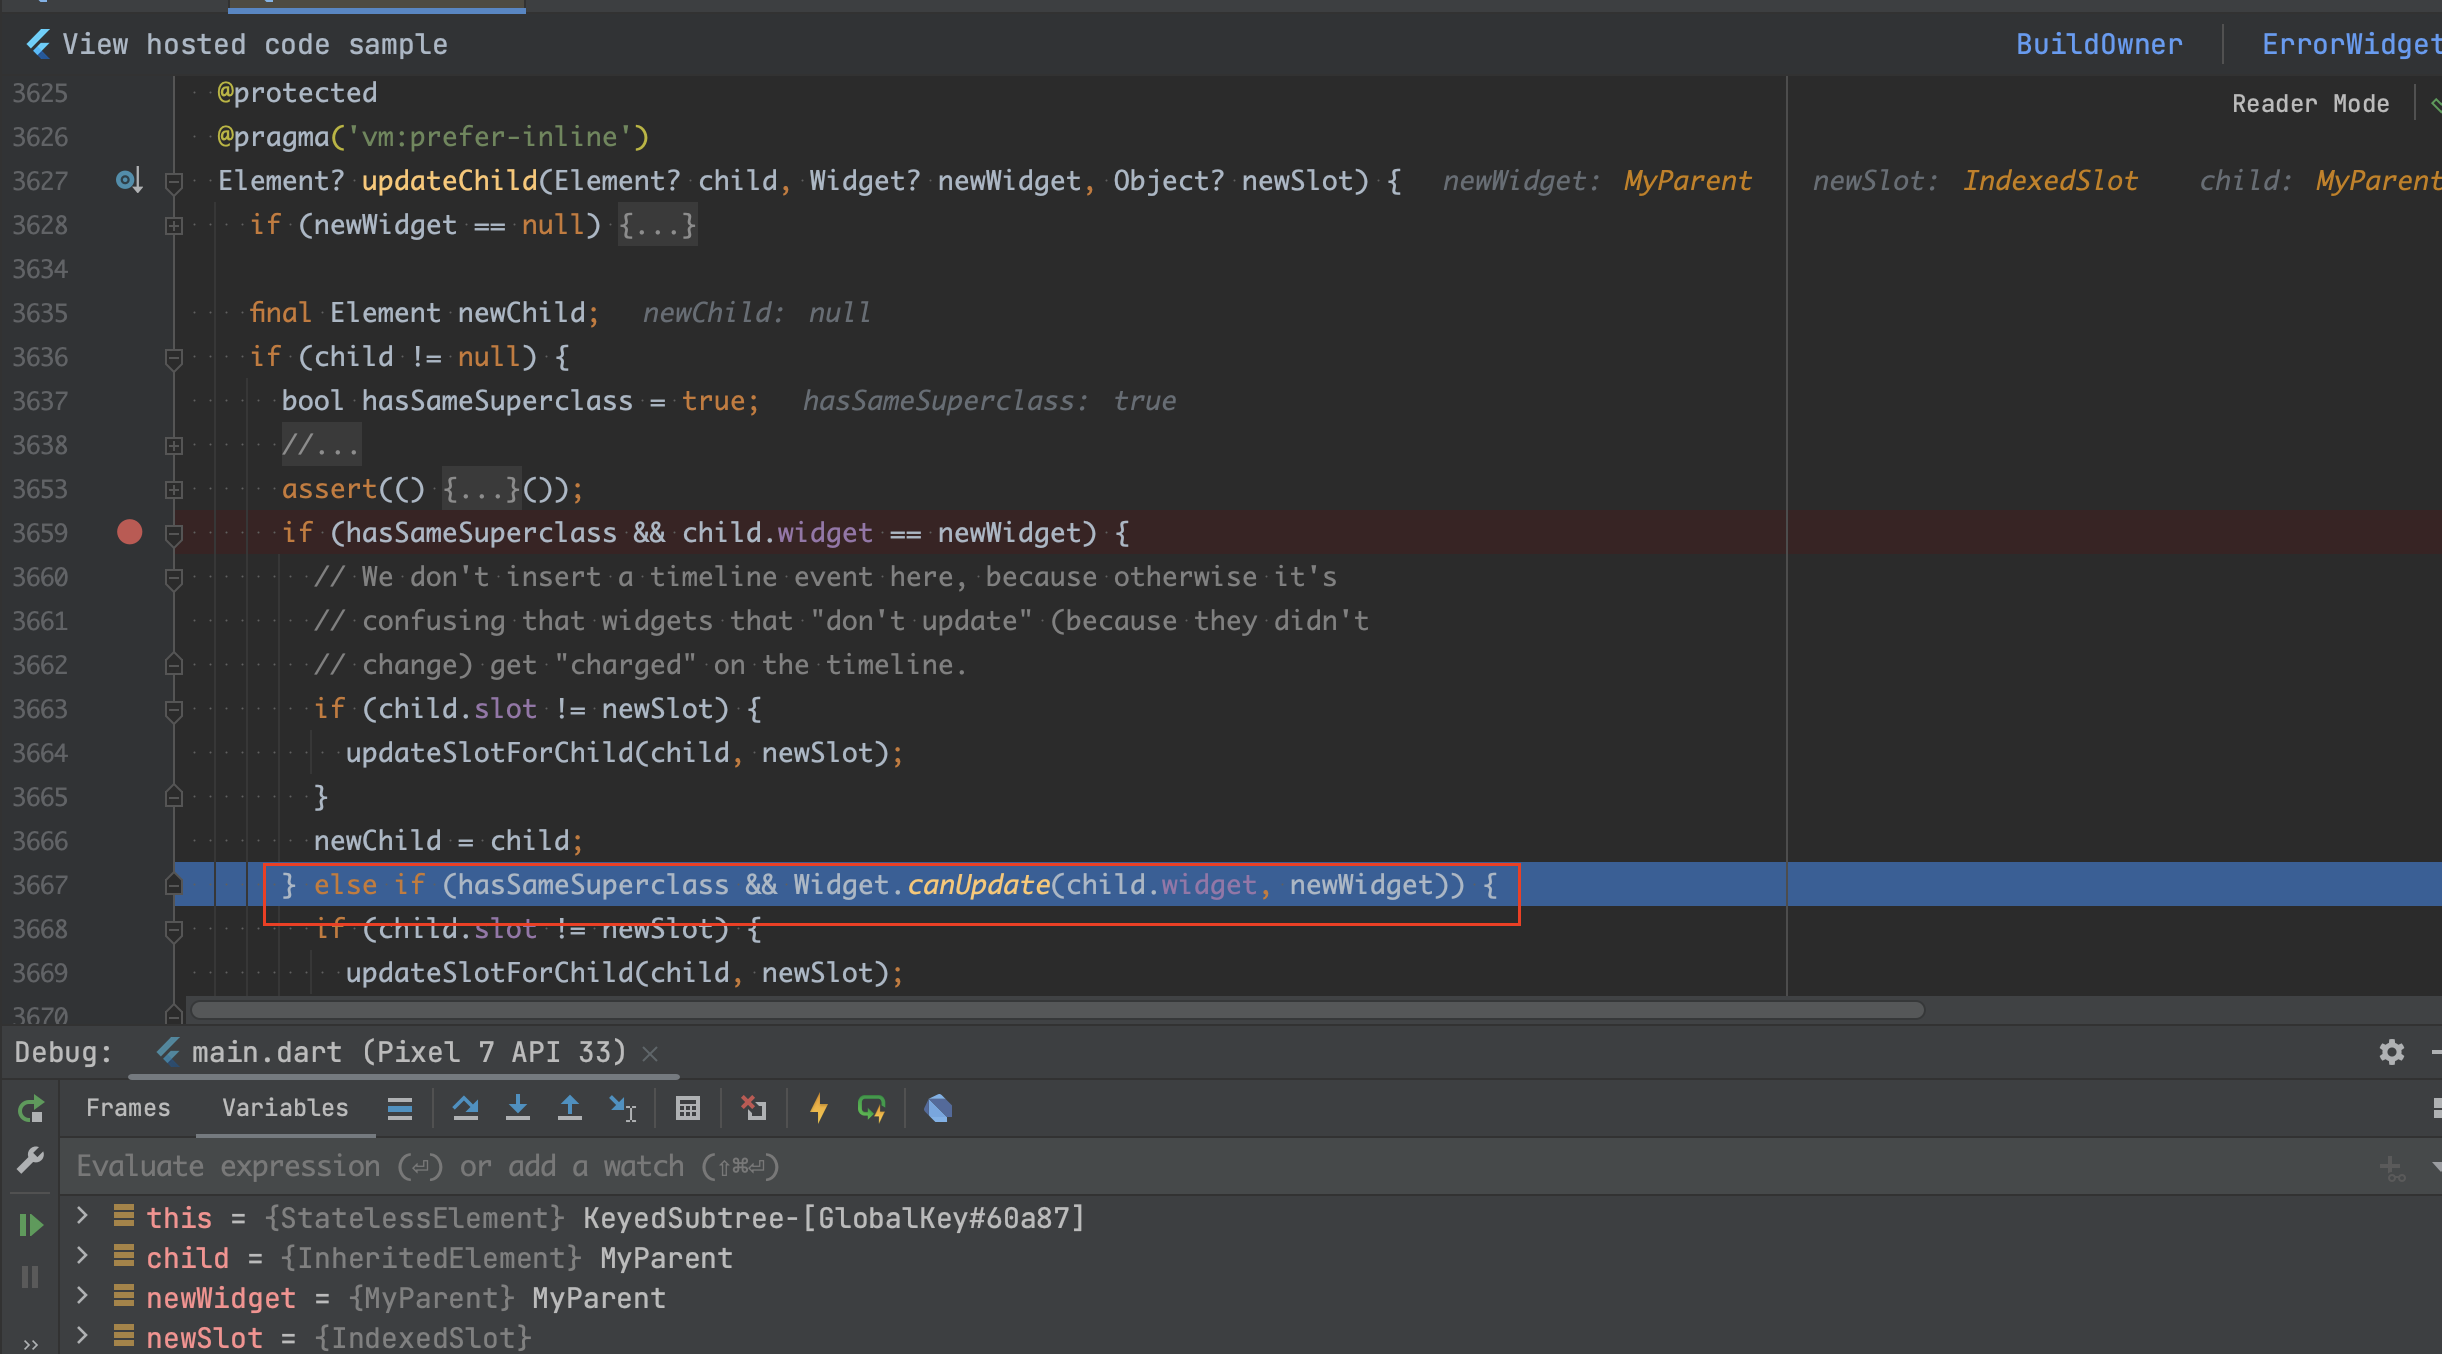 View hosted code sample
BuildOwner
ErrorWidget
Reader Mode
3625 @protected
3626 @pragma('vm:prefer-inline')
3627 Element? updateChild(Element? child, Widget? newWidget, Object? newSlot) { newWidget: MyParent newSlot: IndexedSlot child: MyParent
3628 if (newWidget == null) {...}
3634
3635 final Element newChild; newChild: null
3636 if (child != null) {
3637 bool hasSameSuperclass = true; hasSameSuperclass: true
3638 //...
3653 assert(() {...}());
3659 if (hasSameSuperclass && child.widget == newWidget) {
3660 // We don't insert a timeline event here, because otherwise it's
3661 // confusing that widgets that "don't update" (because they didn't
3662 // change) get "charged" on the timeline.
3663 if (child.slot != newSlot) {
3664 updateSlotForChild(child, newSlot);
3665 }
3666 newChild = child;
3667 } else if (hasSameSuperclass && Widget.canUpdate(child.widget, newWidget)) {
3668 if (child.slot != newSlot) {
3669 updateSlotForChild(child, newSlot);
3670
Debug: main.dart (Pixel 7 API 33)
Frames Variables
Evaluate expression (⏎) or add a watch (⇧⌘⏎)
this = {StatelessElement} KeyedSubtree-[GlobalKey#60a87]
child = {InheritedElement} MyParent
newWidget = {MyParent} MyParent
newSlot = {IndexedSlot}